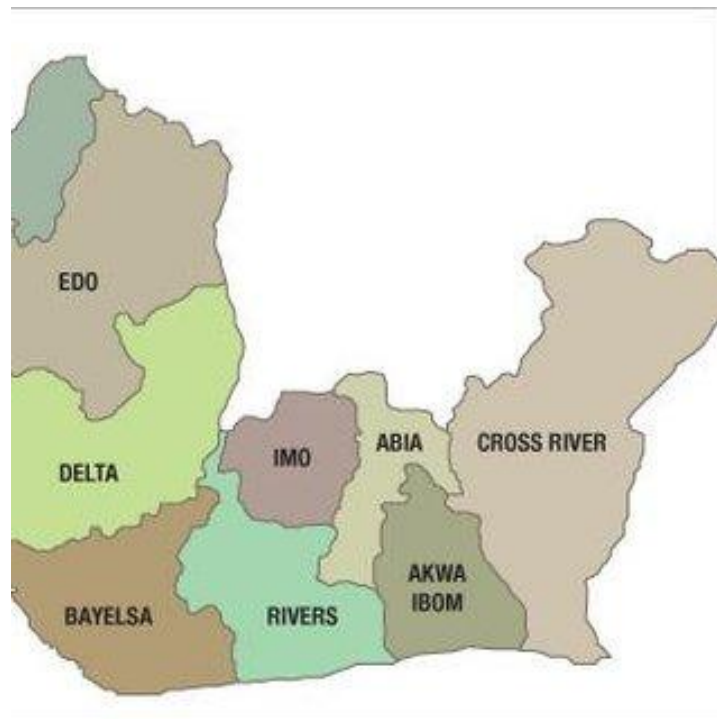 EDO
IMO
ABIA
CROSS RIVER
DELTA
AKWA
IBOM
BAYELSA
RIVERS